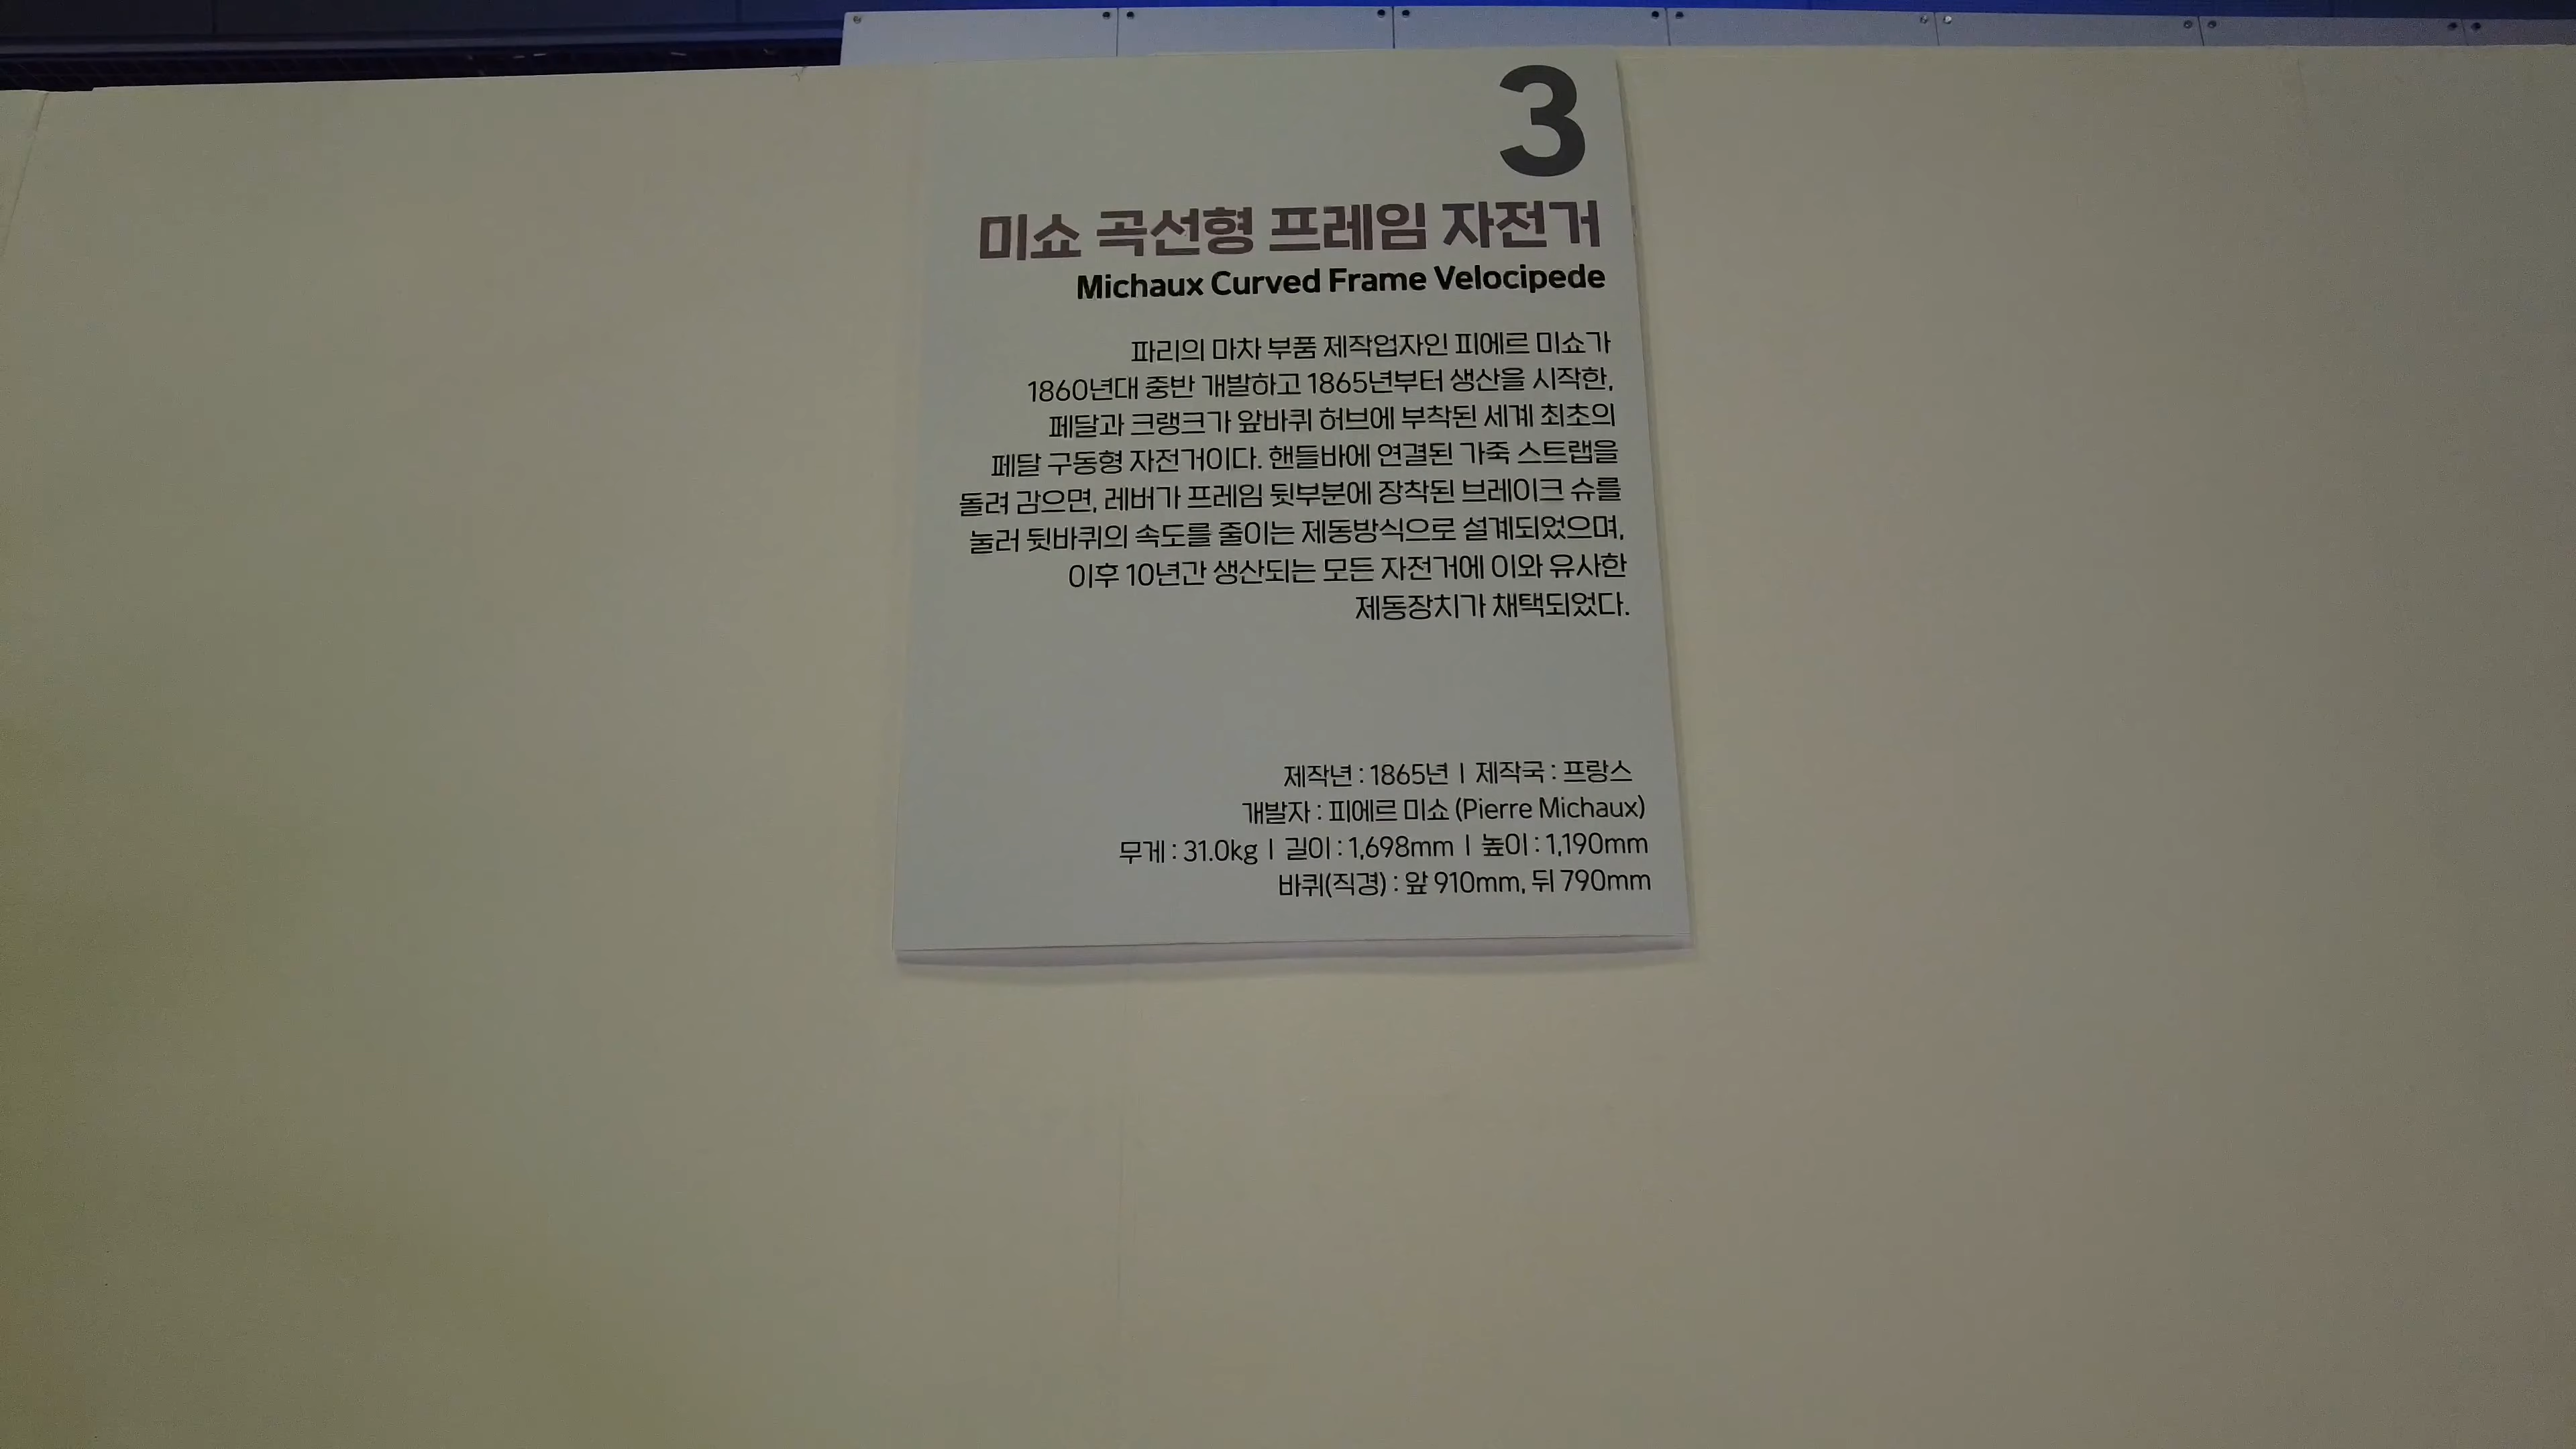 3
미쇼 곡선형 프레임 자전거
Michaux Curved Frame Velocipede
파리의 마차 부품 제작업자인 피에르 미쇼가
1860년대 중반 개발하고 1865년부터 생산을 시작한,
페달과 크랭크가 앞바퀴 허브에 부착된 세계 최초의
페달 구동형 자전거이다. 핸들바에 연결된 가죽 스트랩을
돌려 감으면, 레버가 프레임 뒷부분에 장착된 브레이크 슈를
눌러 뒷바퀴의 속도를 줄이는 제동방식으로 설계되었으며,
이후 10년간 생산되는 모든 자전거에 이와 유사한
제동장치가 채택되었다.
제작년 : 1865년 | 제작국 : 프랑스
개발자 : 피에르 미쇼 (Pierre Michaux)
무게 : 31.0kg | 길이 : 1,698mm | 높이 : 1,190mm
바퀴(직경) : 앞 910mm, 뒤 790mm